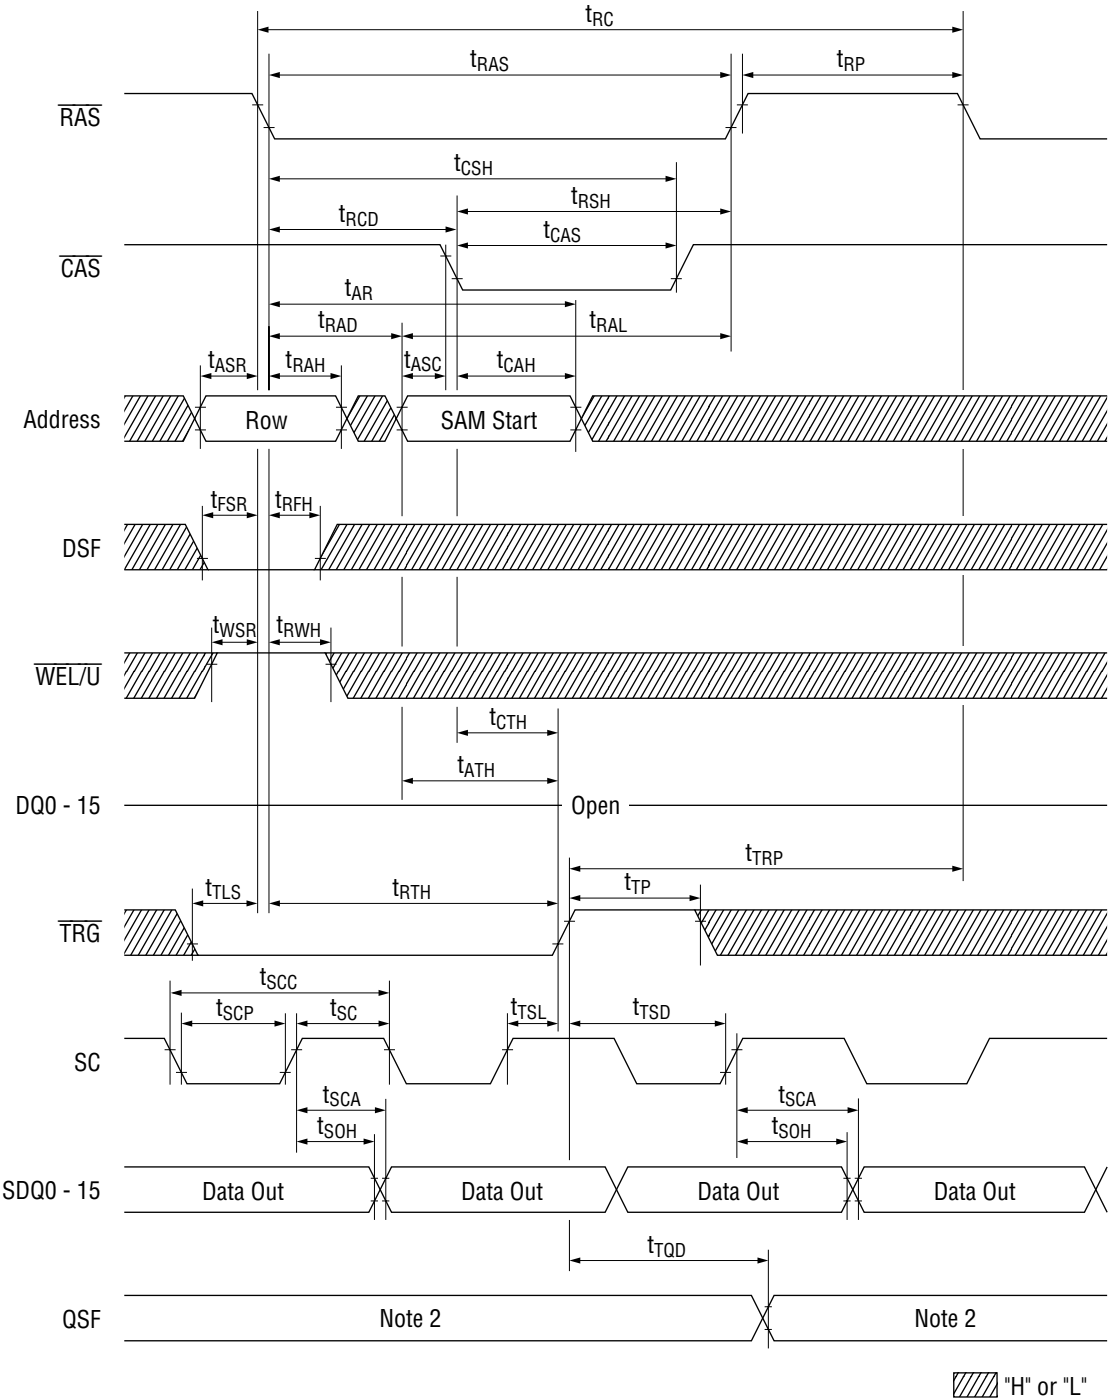 tRC
tRAS tRP
RAS
tCSH
tRSH
tRCD
tCAS
CAS
tAR
tRAD tRAL
tASR tRAH tASC tCAH
Address Row SAM Start
tFSR tRFH
DSF
tWSR tRWH
WEL/U
tCTH
tATH
DQ0 - 15 Open
tTRP
tTLS tRTH tTP
TRG
tSCC
tSCP tSC tTSL tTSD
SC
tSCA tSCA
tSOH tSOH
SDQ0 - 15 Data Out Data Out Data Out Data Out
tTQD
QSF Note 2 Note 2
"H" or "L"